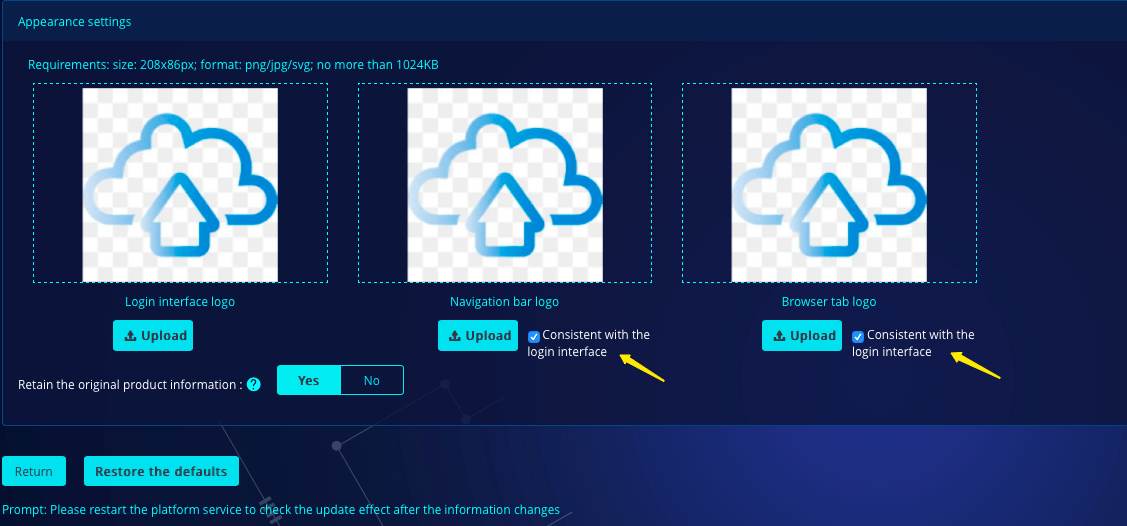 Appearance settings
Requirements: size: 208x86px; format: png/jpg/svg; no more than 1024KB
Login interface logo
Navigation bar logo
Browser tab logo
Upload
Upload
Consistent with the
login interface
Upload
Consistent with the
login interface
Retain the original product information : ?
Yes
No
Return
Restore the defaults
Prompt: Please restart the platform service to check the update effect after the information changes